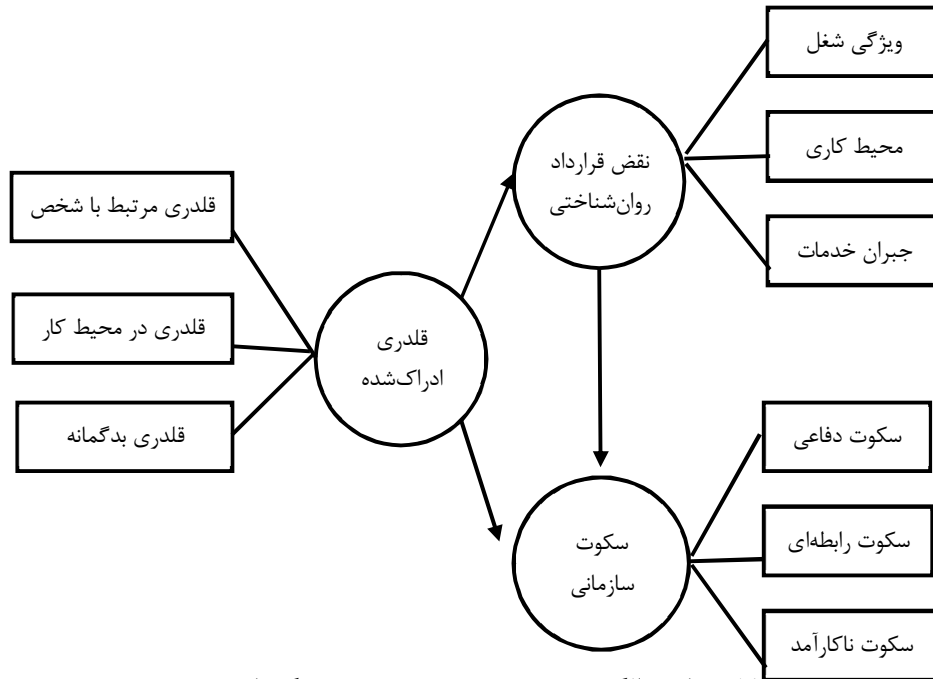 ویژگی شغل
محیط کاری
جبران خدمات
نقض قرارداد
روان‌شناختی
قلدری مرتبط با شخص
قلدری در محیط کار
قلدری بدگمانه
قلدری
ادراک‌شده
سکوت
سازمانی
سکوت دفاعی
سکوت رابطه‌ای
سکوت ناکارآمد